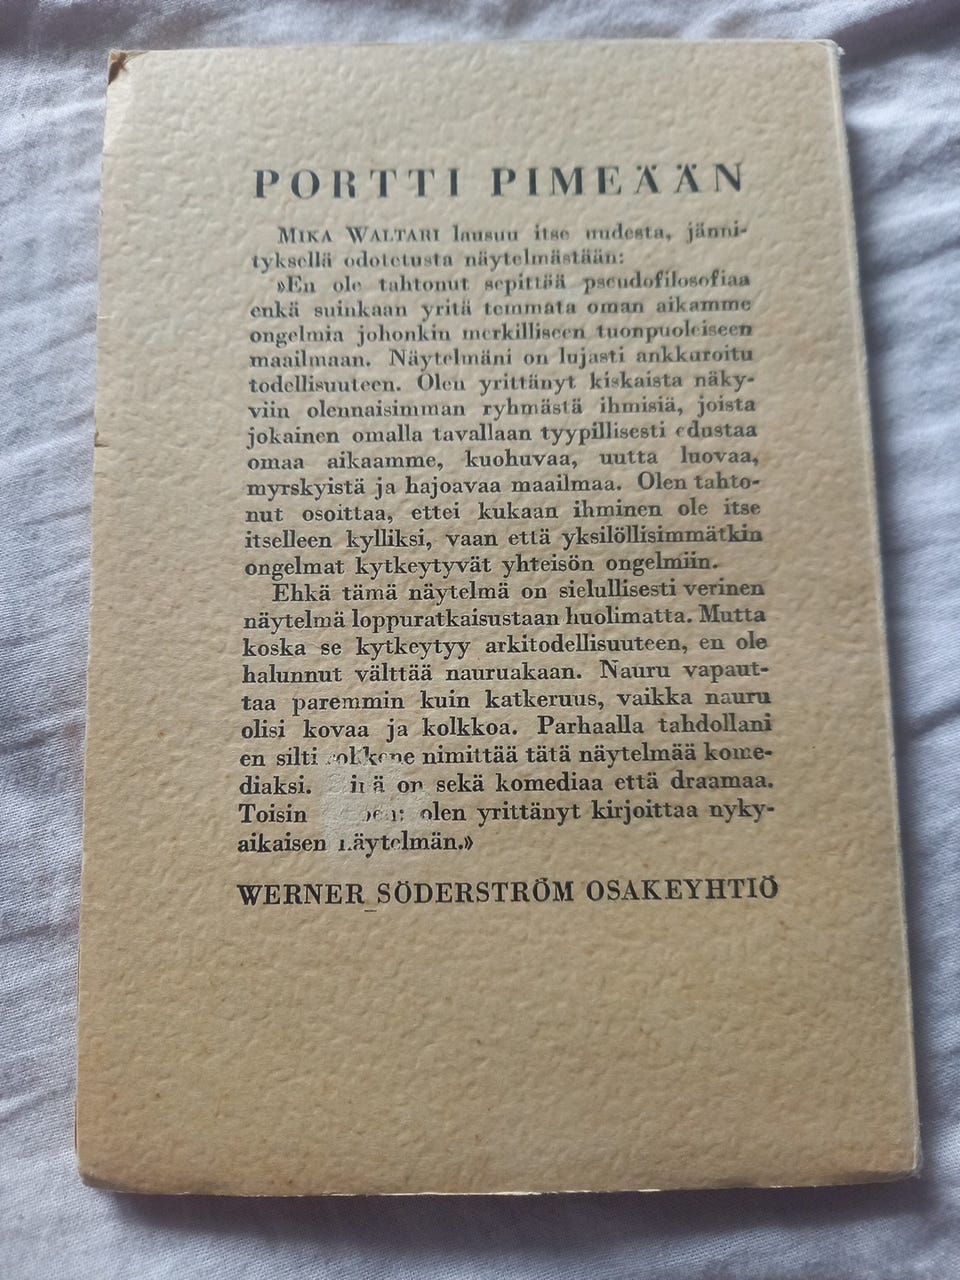 PORTTI PIMEÄÄN
MIKA WALTARI lausuu itse uudesta, jänni-
tyksellä odotetusta näytelmästään:
»En ole tahtonut sepittää pseudofilosofiaa
enkä suinkaan yritä temmata oman aikamme
ongelmia johonkin merkilliseen tuonpuoleiseen
maailmaan. Näytelmäni on lujasti ankkuroitu
todellisuuteen. Olen yrittänyt kiskaista näky-
viin olennaisimman ryhmästä ihmisiä, joista
jokainen omalla tavallaan tyypillisesti edustaa
omaa aikaamme, kuohuvaa, uutta luovaa,
myrskyistä ja hajoavaa maailmaa. Olen tahto-
nut osoittaa, ettei kukaan ihminen ole itse
itselleen kylliksi, vaan että yksilöllisimmätkin
ongelmat kytkeytyvät yhteisön ongelmiin.
Ehkä tämä näytelmä on sielullisesti verinen
näytelmä loppuratkaisustaan huolimatta. Mutta
koska se kytkeytyy arkitodellisuuteen, en ole
halunnut välttää nauruakaan. Nauru vapaut-
taa paremmin kuin katkeruus, vaikka nauru
olisi kovaa ja kolkkoa. Parhaalla tahdollani
en silti rohkene nimittää tätä näytelmää kome-
diaksi. on sekä komediaa että draamaa.
Toisin olen yrittänyt kirjoittaa nyky-
aikaisen näytelmän.»
WERNER SÖDERSTRÖM OSAKEYHTIÖ